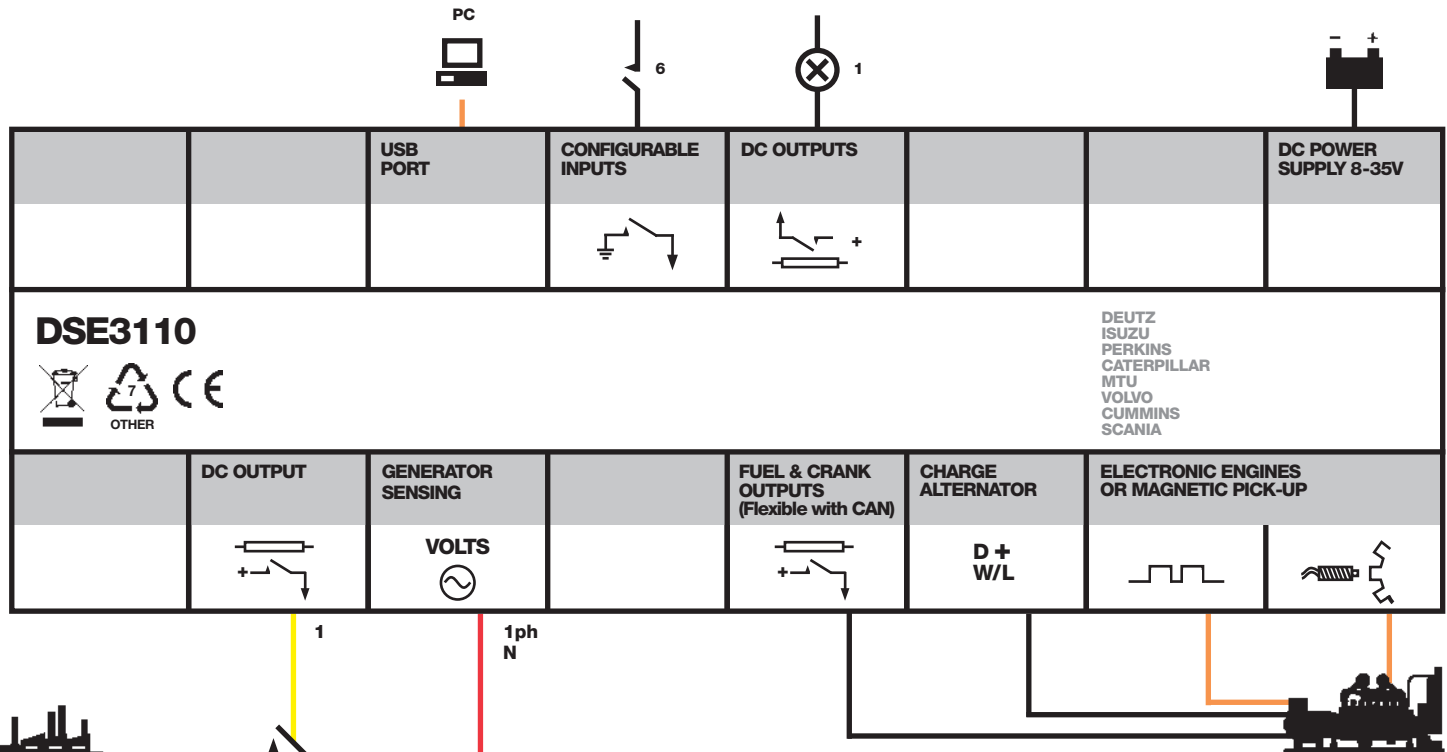 PC
6
1
- +
USB
PORT
CONFIGURABLE
INPUTS
DC OUTPUTS
DC POWER
SUPPLY 8-35V
+
DSE3110
7
OTHER
CE
DEUTZ
ISUZU
PERKINS
CATERPILLAR
MTU
VOLVO
CUMMINS
SCANIA
DC OUTPUT
GENERATOR
SENSING
FUEL & CRANK
OUTPUTS
(Flexible with CAN)
CHARGE
ALTERNATOR
ELECTRONIC ENGINES
OR MAGNETIC PICK-UP
+
VOLTS
+
D +
W/L
1
1ph
N